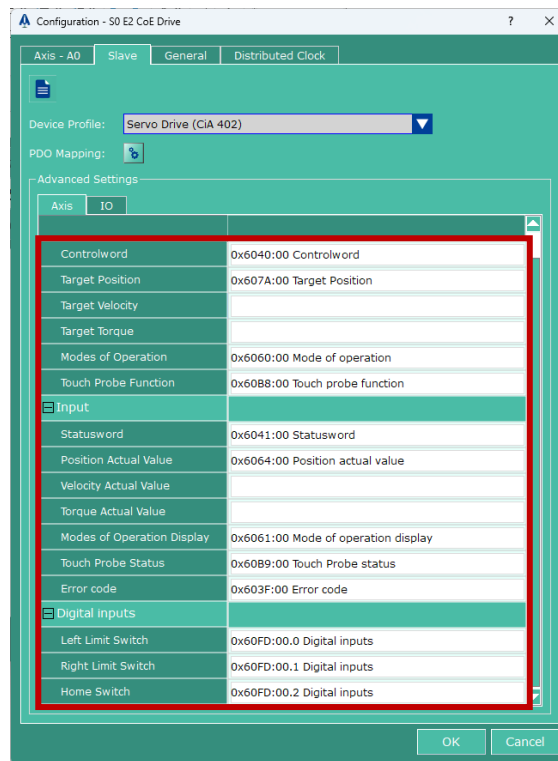 Configuration - S0 E2 CoE Drive ? ×
Axis - A0 Slave General Distributed Clock
Device Profile: Servo Drive (CiA 402)
PDO Mapping:
Advanced Settings
Axis IO
Controlword 0x6040:00 Controlword
Target Position 0x607A:00 Target Position
Target Velocity
Target Torque
Modes of Operation 0x6060:00 Mode of operation
Touch Probe Function 0x60B8:00 Touch probe function
Input
Statusword 0x6041:00 Statusword
Position Actual Value 0x6064:00 Position actual value
Velocity Actual Value
Torque Actual Value
Modes of Operation Display 0x6061:00 Mode of operation display
Touch Probe Status 0x60B9:00 Touch Probe status
Error code 0x603F:00 Error code
Digital inputs
Left Limit Switch 0x60FD:00.0 Digital inputs
Right Limit Switch 0x60FD:00.1 Digital inputs
Home Switch 0x60FD:00.2 Digital inputs
OK Cancel